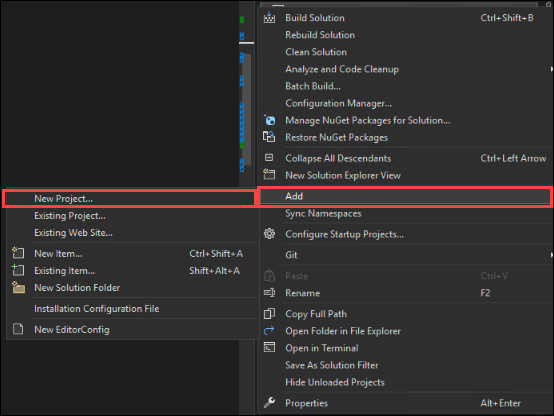 Build Solution Ctrl+Shift+B
Rebuild Solution
Clean Solution
Analyze and Code Cleanup
Batch Build...
Configuration Manager...
Manage NuGet Packages for Solution...
Restore NuGet Packages
Collapse All Descendants Ctrl+Left Arrow
New Solution Explorer View
Add
Sync Namespaces
Configure Startup Projects...
Git
Paste Ctrl+V
Rename F2
Copy Full Path
Open Folder in File Explorer
Open in Terminal
Save As Solution Filter
Hide Unloaded Projects
Properties Alt+Enter
New Project...
Existing Project...
Existing Web Site...
New Item... Ctrl+Shift+A
Existing Item... Shift+Alt+A
New Solution Folder
Installation Configuration File
New EditorConfig